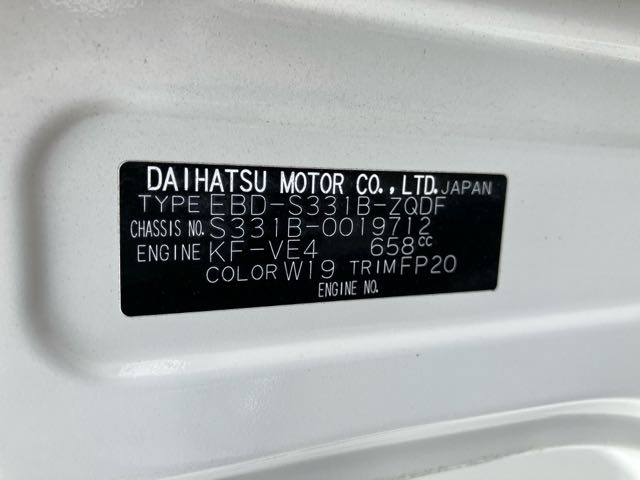 DAIHATSU MOTOR CO., LTD. JAPAN
TYPE EBD-S331B-ZQDF
CHASSIS NO. S331B-0019712
ENGINE KF-VE4 658cc
COLOR W19 TRIM FP20
ENGINE NO.